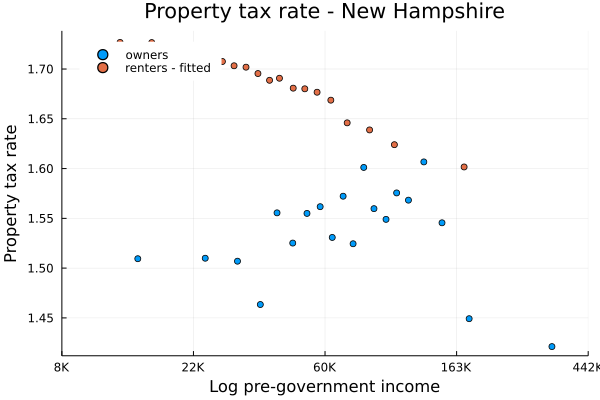 Property tax rate - New Hampshire
owners
renters - fitted
Property tax rate
1.70
1.65
1.60
1.55
1.50
1.45
8K
22K
60K
163K
442K
Log pre-government income